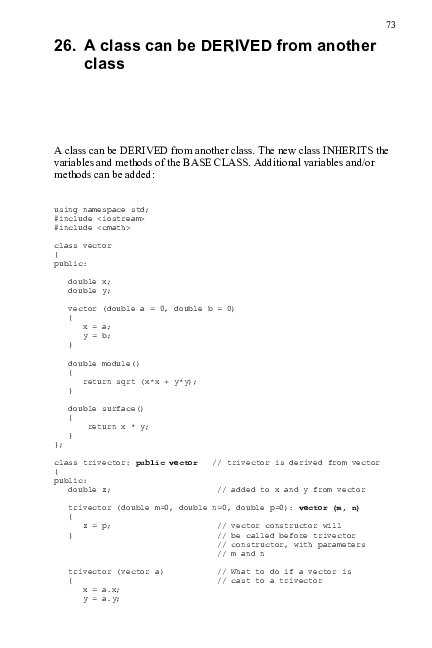 73
26. A class can be DERIVED from another
class
A class can be DERIVED from another class. The new class INHERITS the
variables and methods of the BASE CLASS. Additional variables and/or
methods can be added:
using namespace std;
#include <iostream>
#include <cmath>
class vector
{
public:
double x;
double y;
vector (double a = 0, double b = 0)
{
x = a;
y = b;
}
double module()
{
return sqrt (x*x + y*y);
}
double surface()
{
return x * y;
}
};
class trivector: public vector // trivector is derived from vector
{
public:
double z; // added to x and y from vector
trivector (double m=0, double n=0, double p=0): vector (m, n)
{
z = p; // vector constructor will
} // be called before trivector
// constructor, with parameters
// m and n
trivector (vector a) // What to do if a vector is
{ // cast to a trivector
x = a.x;
y = a.y;